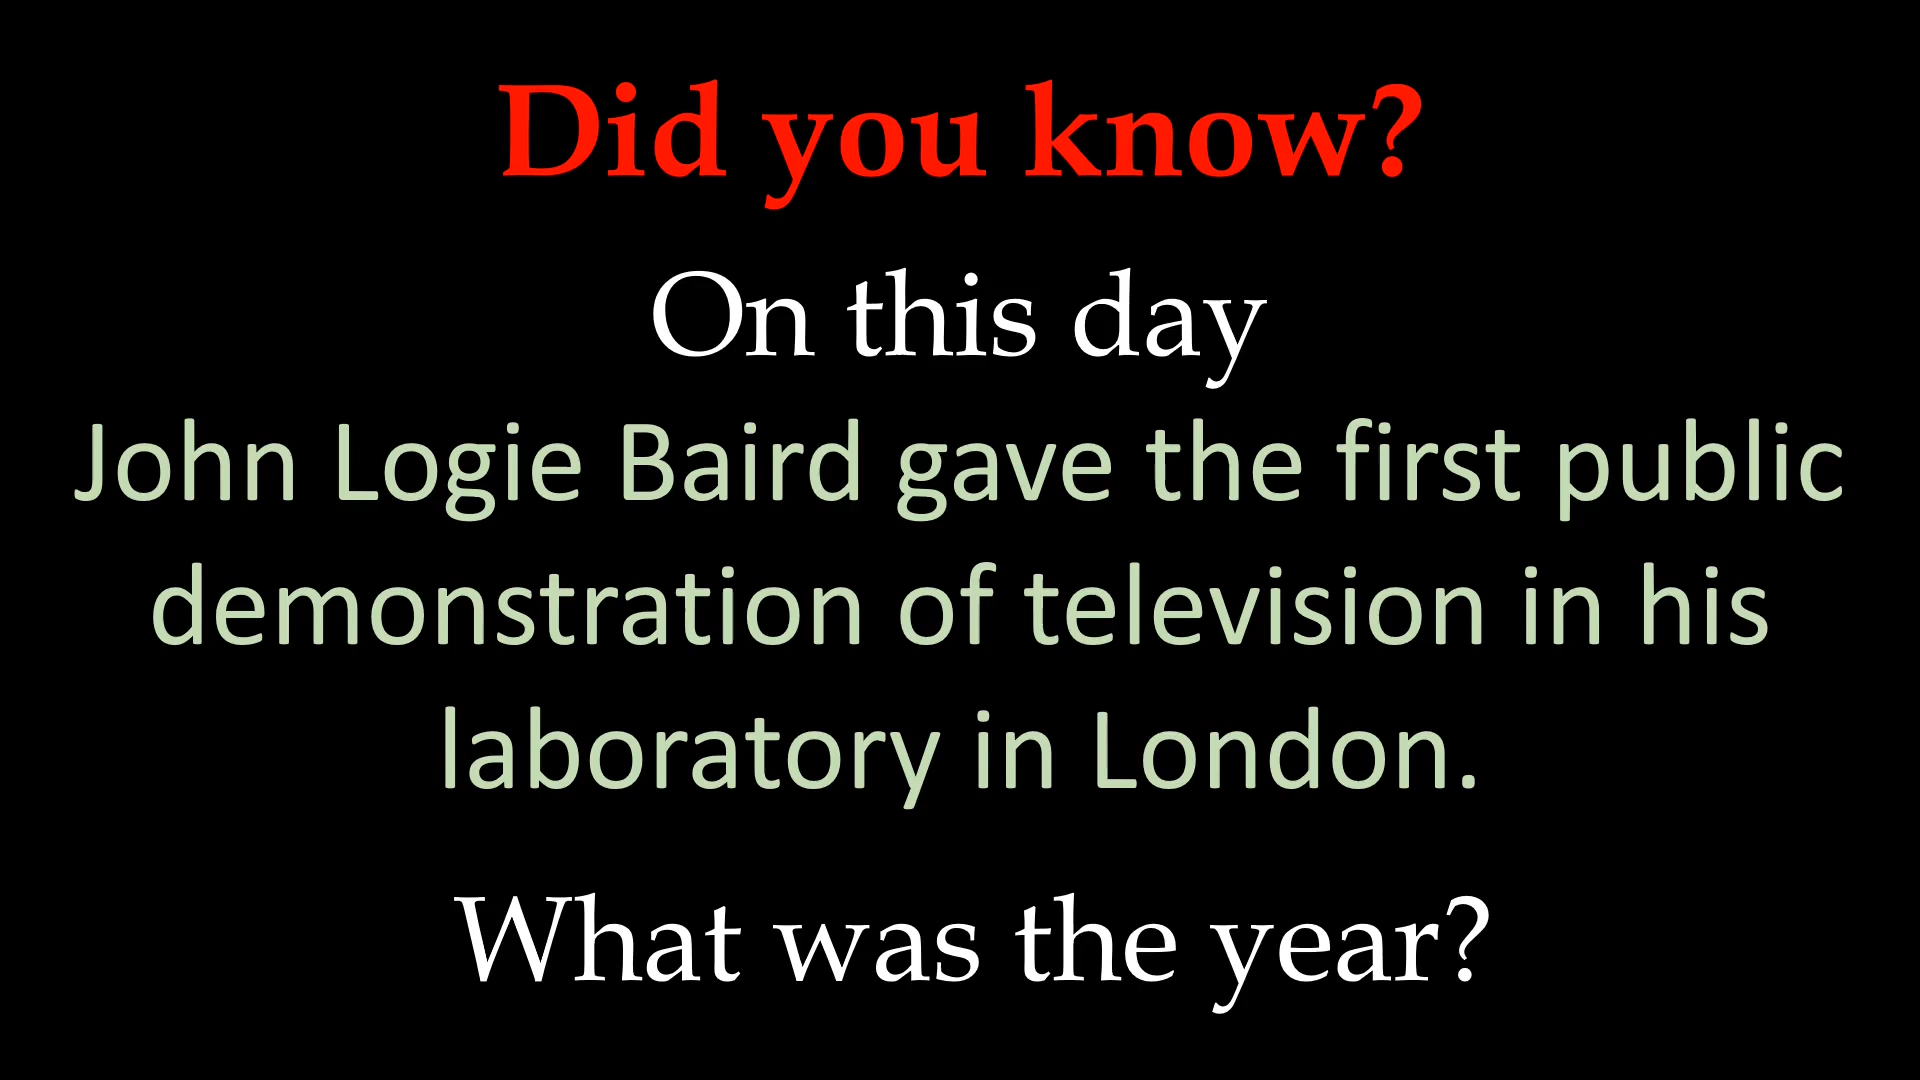 Did you know?
On this day
John Logie Baird gave the first public
demonstration of television in his
laboratory in London.
What was the year?